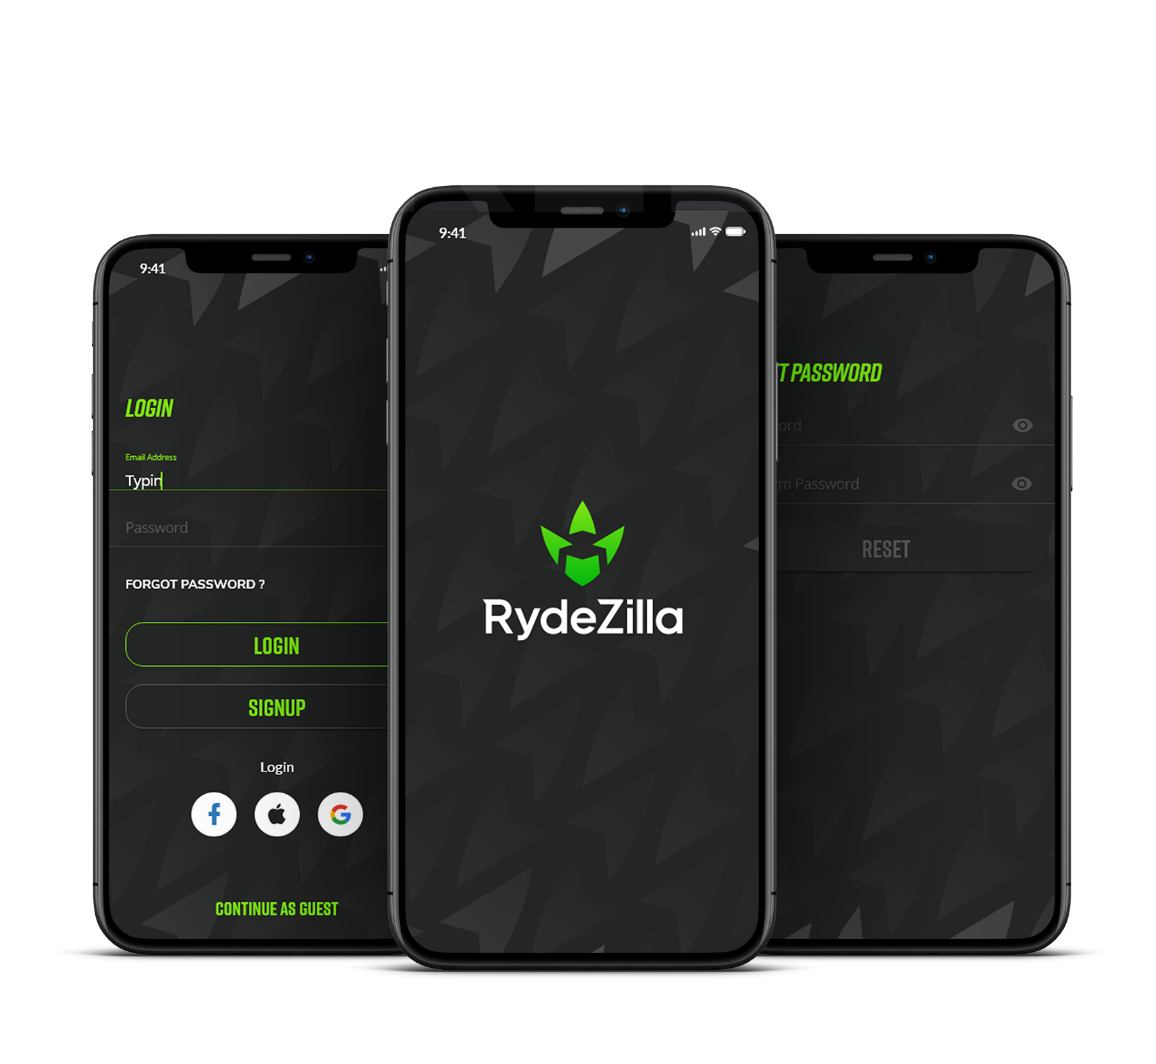 9:41
LOGIN
Email Address
Typin
Password
FORGOT PASSWORD ?
LOGIN
SIGNUP
Login
CONTINUE AS GUEST
9:41
RydeZilla
T PASSWORD
ord
rm Password
RESET